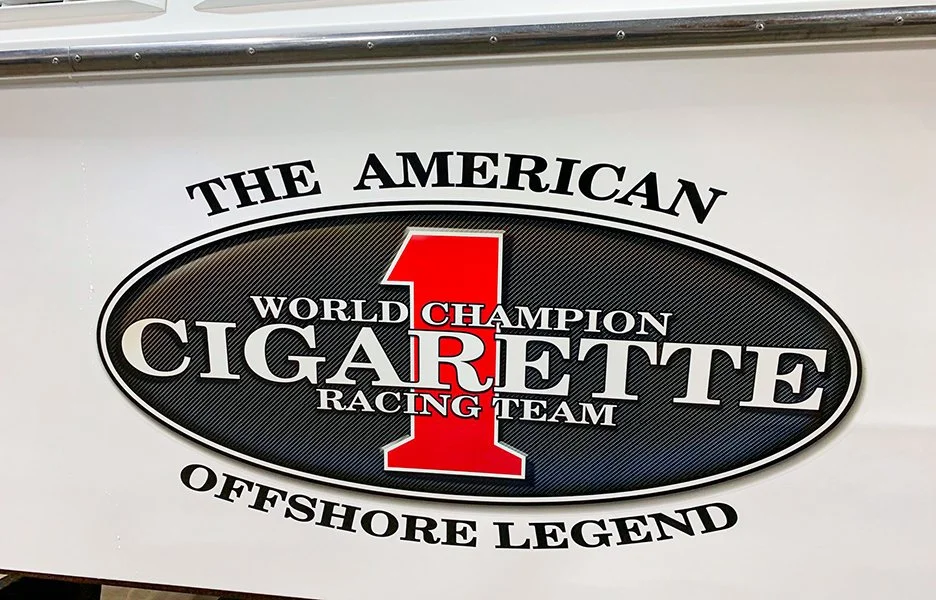 THE AMERICAN
1
WORLD CHAMPION
CIGARETTE
RACING TEAM
OFFSHORE LEGEND